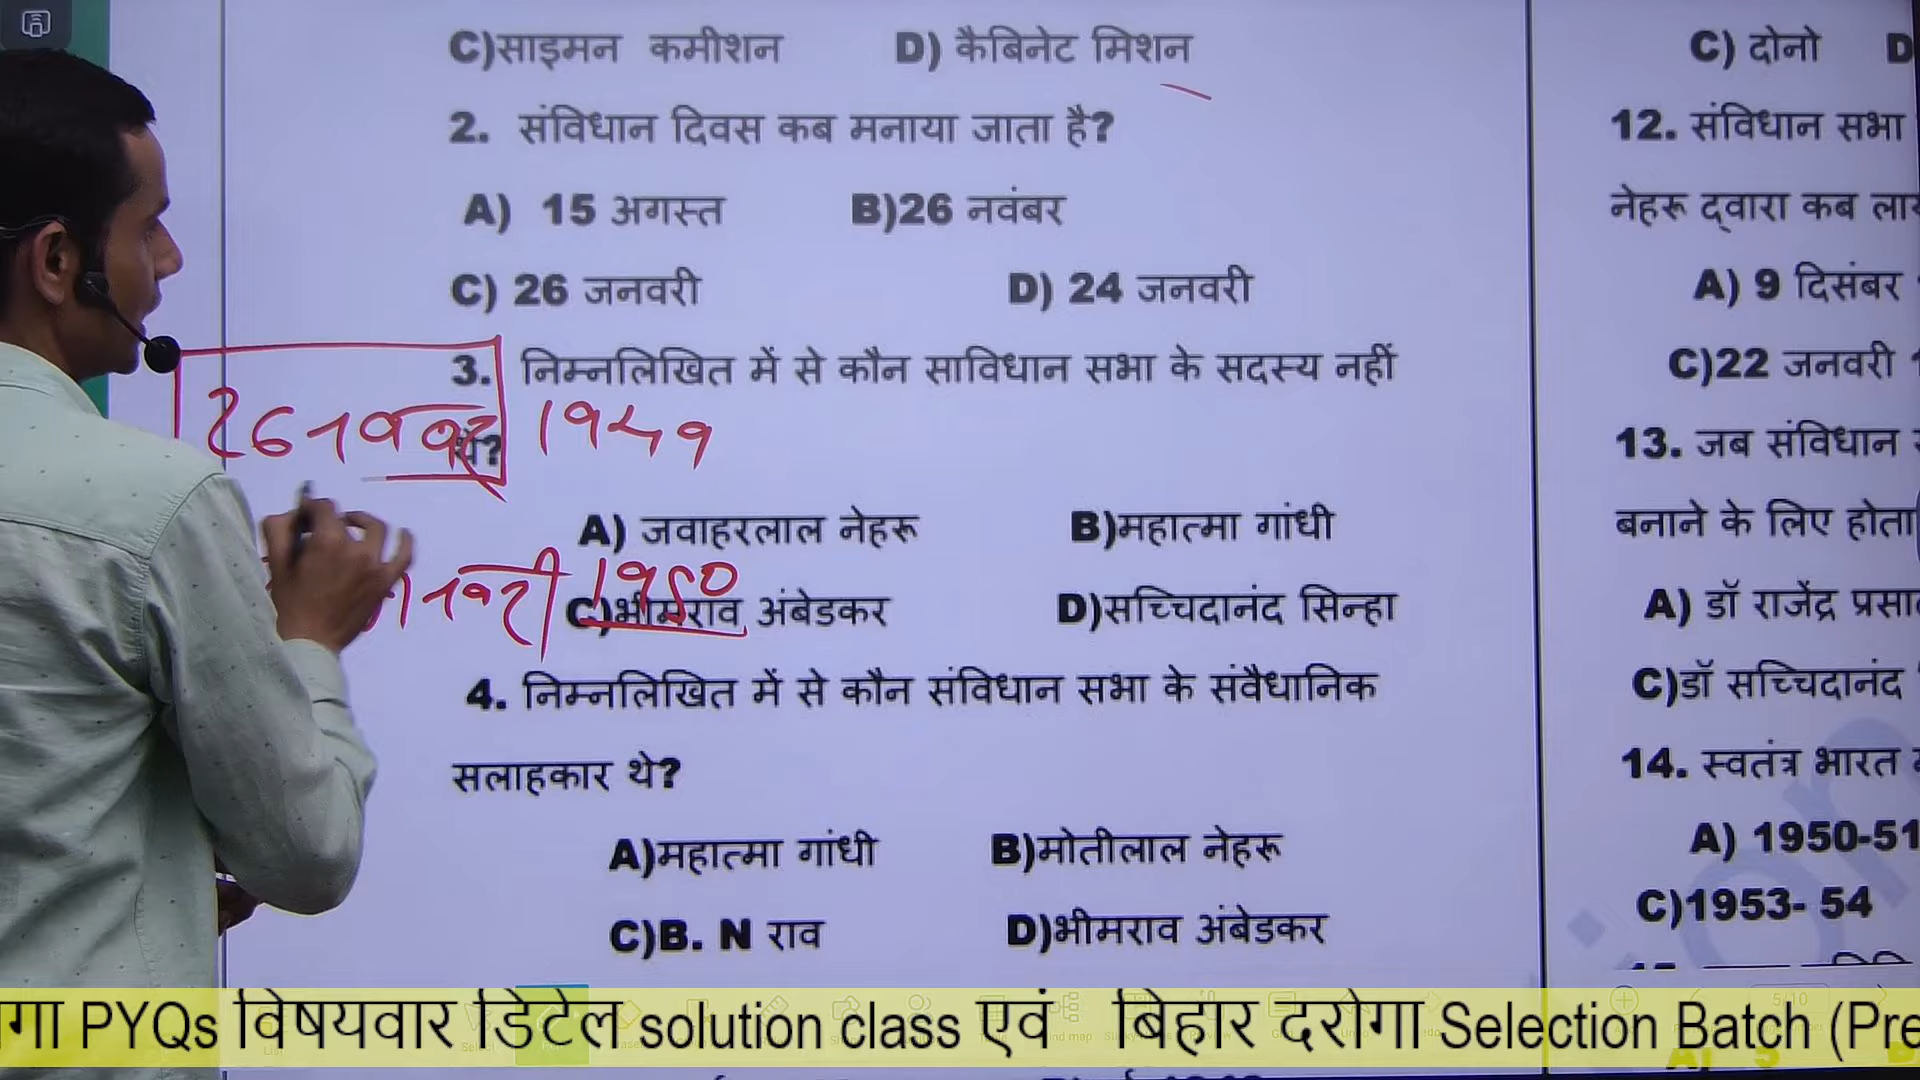 C)साइमन कमीशन D) कैबिनेट मिशन
2. संविधान दिवस कब मनाया जाता है?
A) 15 अगस्त B)26 नवंबर
C) 26 जनवरी D) 24 जनवरी
3. निम्नलिखित में से कौन साविधान सभा के सदस्य नहीं
थे?
26 नवम्बर 1949
A) जवाहरलाल नेहरू B)महात्मा गांधी
1950
C)भीमराव अंबेडकर D)सच्चिदानंद सिन्हा
4. निम्नलिखित में से कौन संविधान सभा के संवैधानिक
सलाहकार थे?
A)महात्मा गांधी B)मोतीलाल नेहरू
C)B. N राव D)भीमराव अंबेडकर
C) दोनो D
12. संविधान सभा
नेहरू द्वारा कब
A) 9 दिसंबर
C)22 जनवरी
13. जब संविधान
बनाने के लिए होता
A) डॉ राजेंद्र
C)डॉ सच्चिदानंद
14. स्वतंत्र भारत
A) 1950-51
C)1953- 54
गा PYQs विषयवार डिटेल solution class एवं बिहार दरोगा Selection Batch (Pre